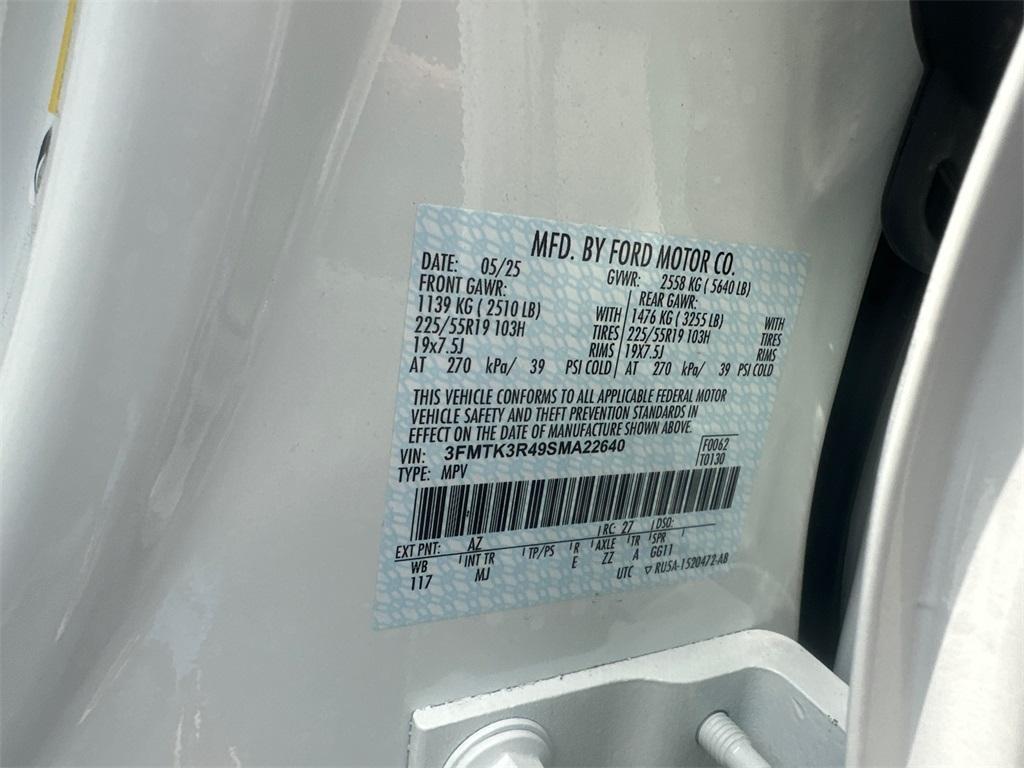 MFD. BY FORD MOTOR CO.
DATE: 05/25 GVWR: 2558 KG ( 5640 LB)
FRONT GAWR: REAR GAWR:
1139 KG ( 2510 LB) WITH 1476 KG ( 3255 LB) WITH
225/55R19 103H TIRES 225/55R19 103H TIRES
19x7.5J RIMS 19X7.5J RIMS
AT 270 kPa/ 39 PSI COLD AT 270 kPa/ 39 PSI COLD
THIS VEHICLE CONFORMS TO ALL APPLICABLE FEDERAL MOTOR
VEHICLE SAFETY AND THEFT PREVENTION STANDARDS IN
EFFECT ON THE DATE OF MANUFACTURE SHOWN ABOVE.
VIN: 3FMTK3R49SMA22640 F0062
TYPE: MPV T0130
EXT PNT: AZ RC: 27 DSO:
WB INT TR TP/PS R AXLE TR SPR
117 MJ E ZZ A GG11
UTC ▽ RU5A-1520472-AB